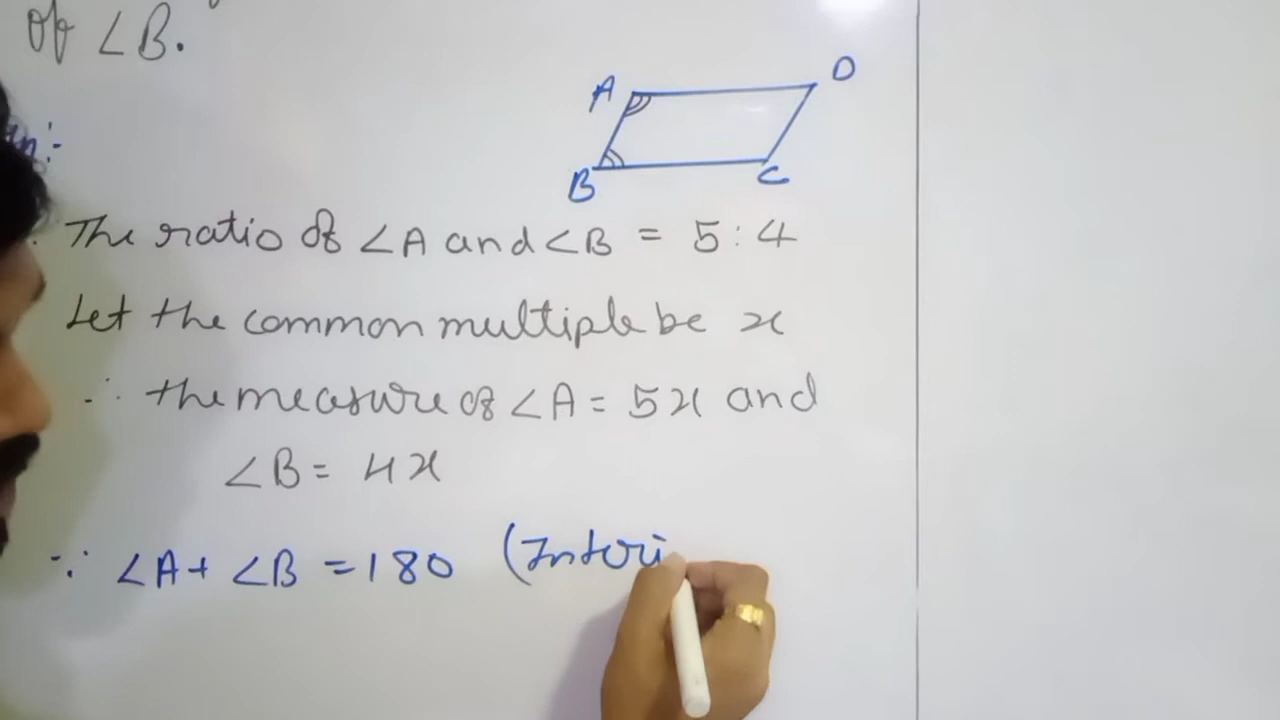 of ∠B.
A
D
B
C
The ratio of ∠A and ∠B = 5:4
Let the common multiple be x
∴ the measure of ∠A = 5x and
∠B = 4x
∵ ∠A + ∠B = 180 (Interi